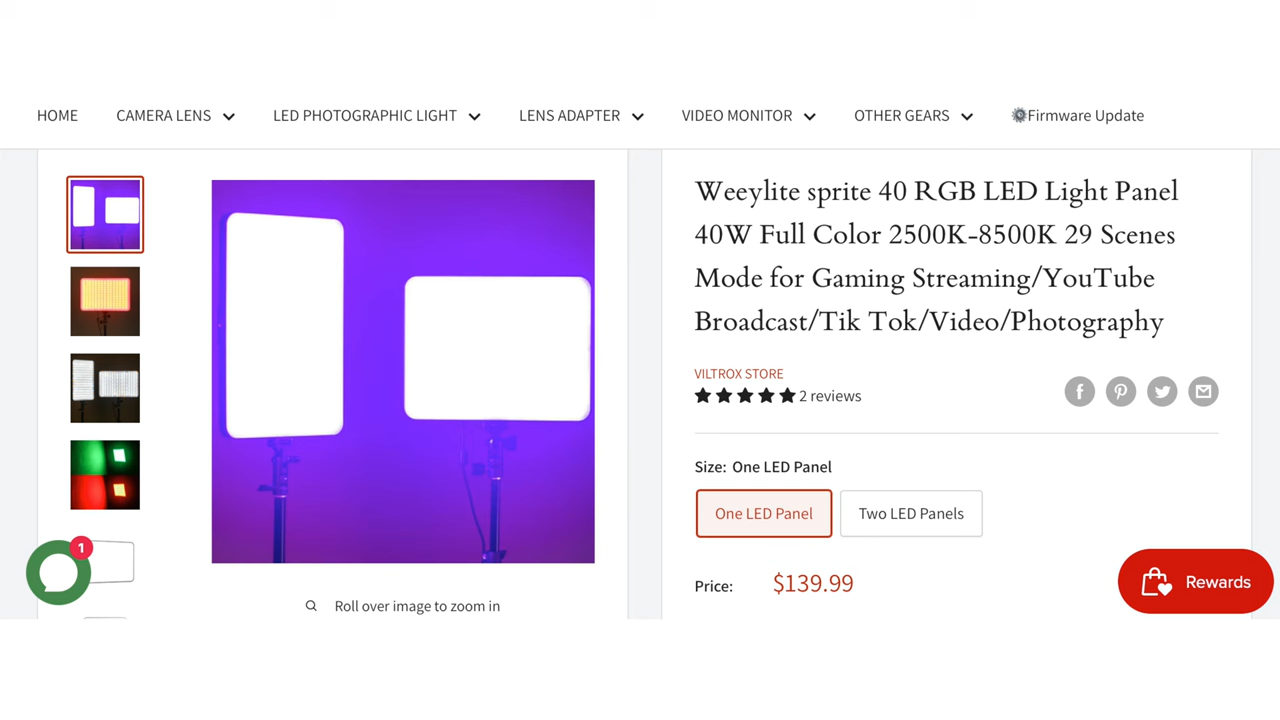 HOME
CAMERA LENS
LED PHOTOGRAPHIC LIGHT
LENS ADAPTER
VIDEO MONITOR
OTHER GEARS
Firmware Update
Weeylite sprite 40 RGB LED Light Panel
40W Full Color 2500K-8500K 29 Scenes
Mode for Gaming Streaming/YouTube
Broadcast/Tik Tok/Video/Photography
VILTROX STORE
2 reviews
Size: One LED Panel
One LED Panel
Two LED Panels
Price: $139.99
1
Roll over image to zoom in
Rewards